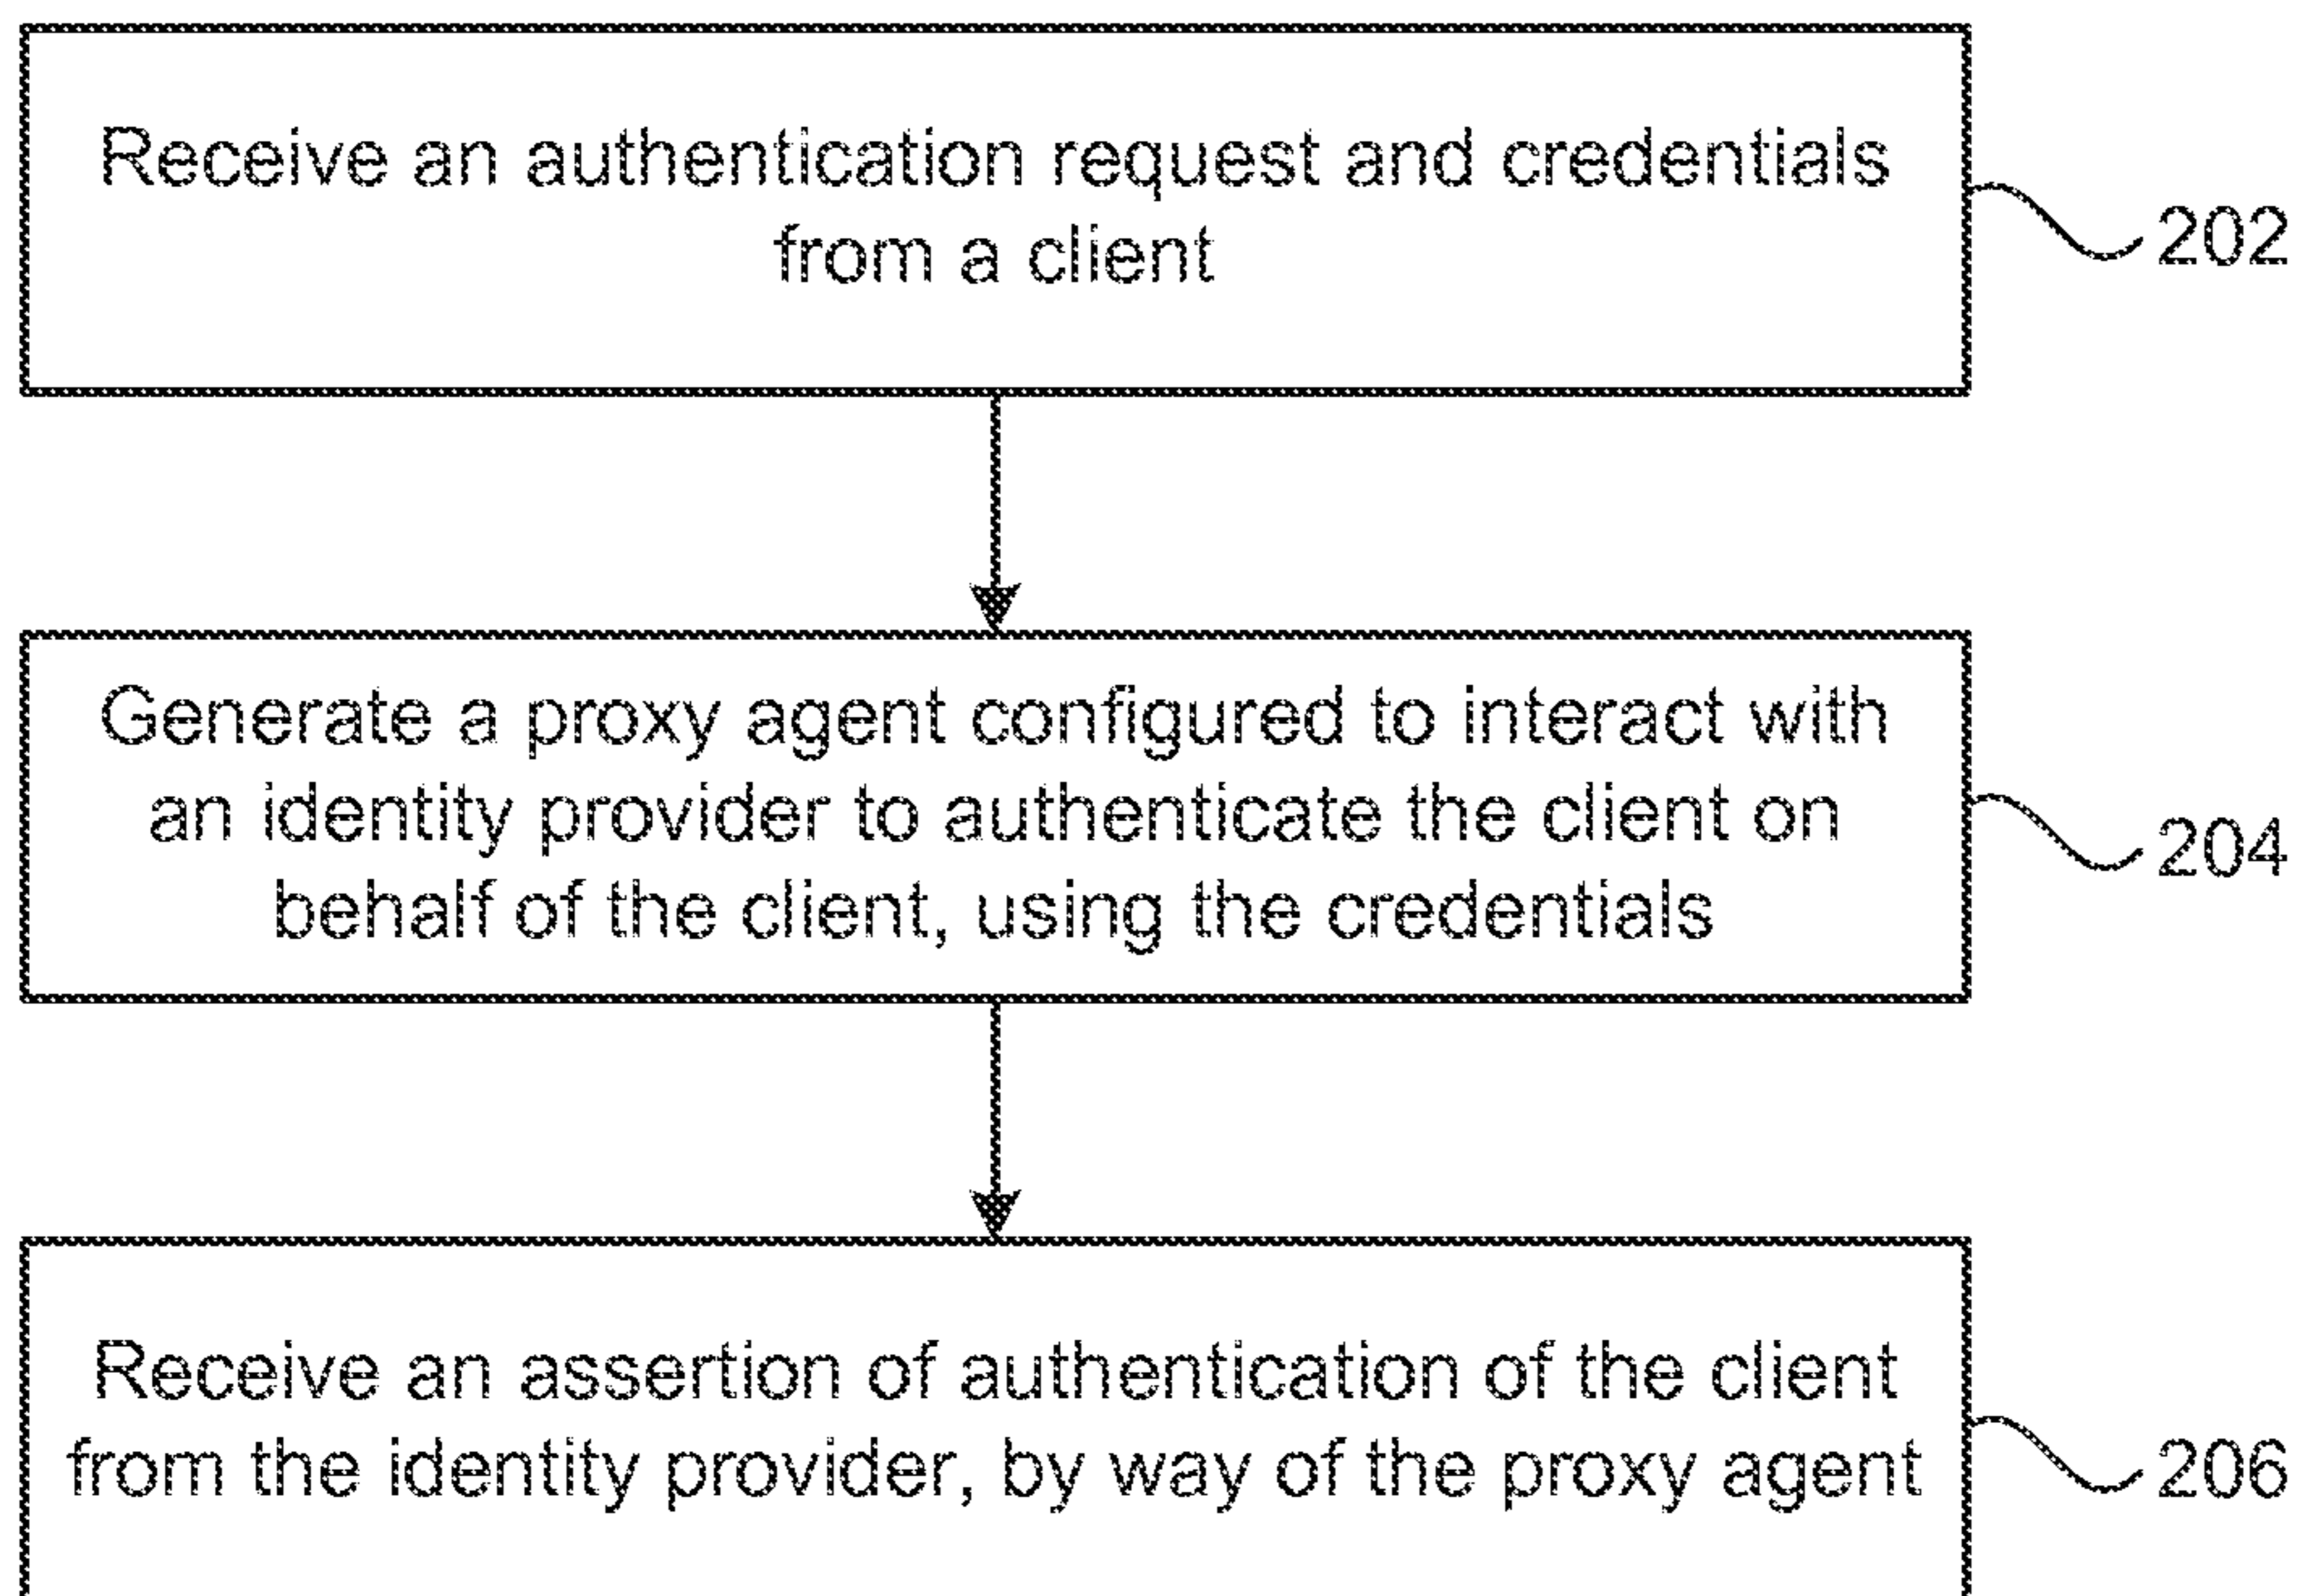 Receive an authentication request and credentials
from a client
202
Generate a proxy agent configured to interact with
an identity provider to authenticate the client on
behalf of the client, using the credentials
204
Receive an assertion of authentication of the client
from the identity provider, by way of the proxy agent
206